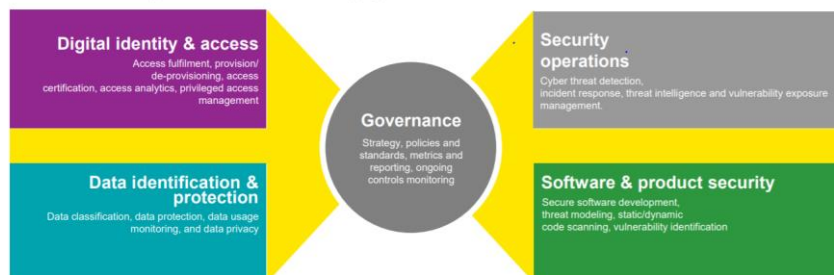 Digital identity & access
Access fulfilment, provision/
de-provisioning, access
certification, access analytics, privileged access
management
Security
operations
Cyber threat detection,
incident response, threat intelligence and vulnerability exposure
management.
Governance
Strategy, policies and
standards, metrics and
reporting, ongoing
controls monitoring
Data identification &
protection
Data classification, data protection, data usage
monitoring, and data privacy
Software & product security
Secure software development,
threat modeling, static/dynamic
code scanning, vulnerability identification